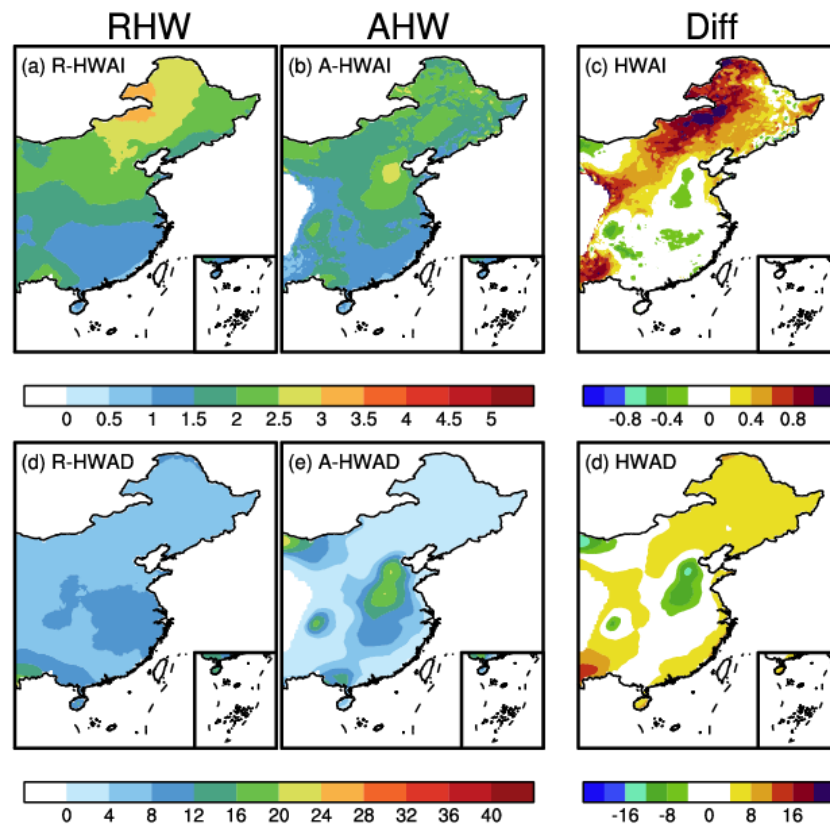 RHW AHW Diff
(a) R-HWAI (b) A-HWAI (c) HWAI
0 0.5 1 1.5 2 2.5 3 3.5 4 4.5 5 -0.8 -0.4 0 0.4 0.8
(d) R-HWAD (e) A-HWAD (d) HWAD
0 4 8 12 16 20 24 28 32 36 40 -16 -8 0 8 16